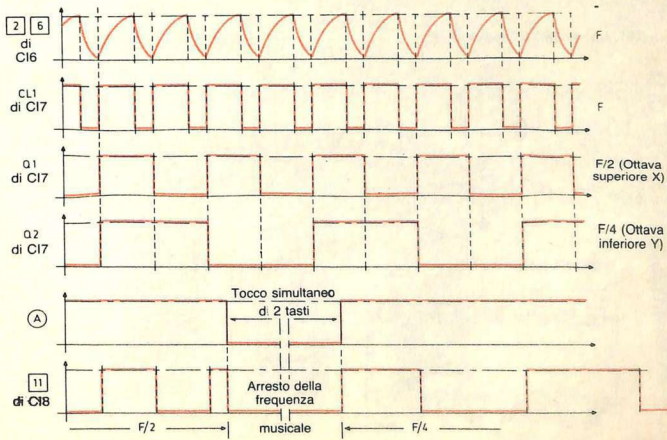 2 6
di
CI6
F
CL1
di CI7
F
Q1
di CI7
F/2 (Ottava
superiore X)
Q2
di CI7
F/4 (Ottava
inferiore Y)
A
Tocco simultaneo
di 2 tasti
11
di CI8
Arresto della
frequenza
musicale
F/2
F/4